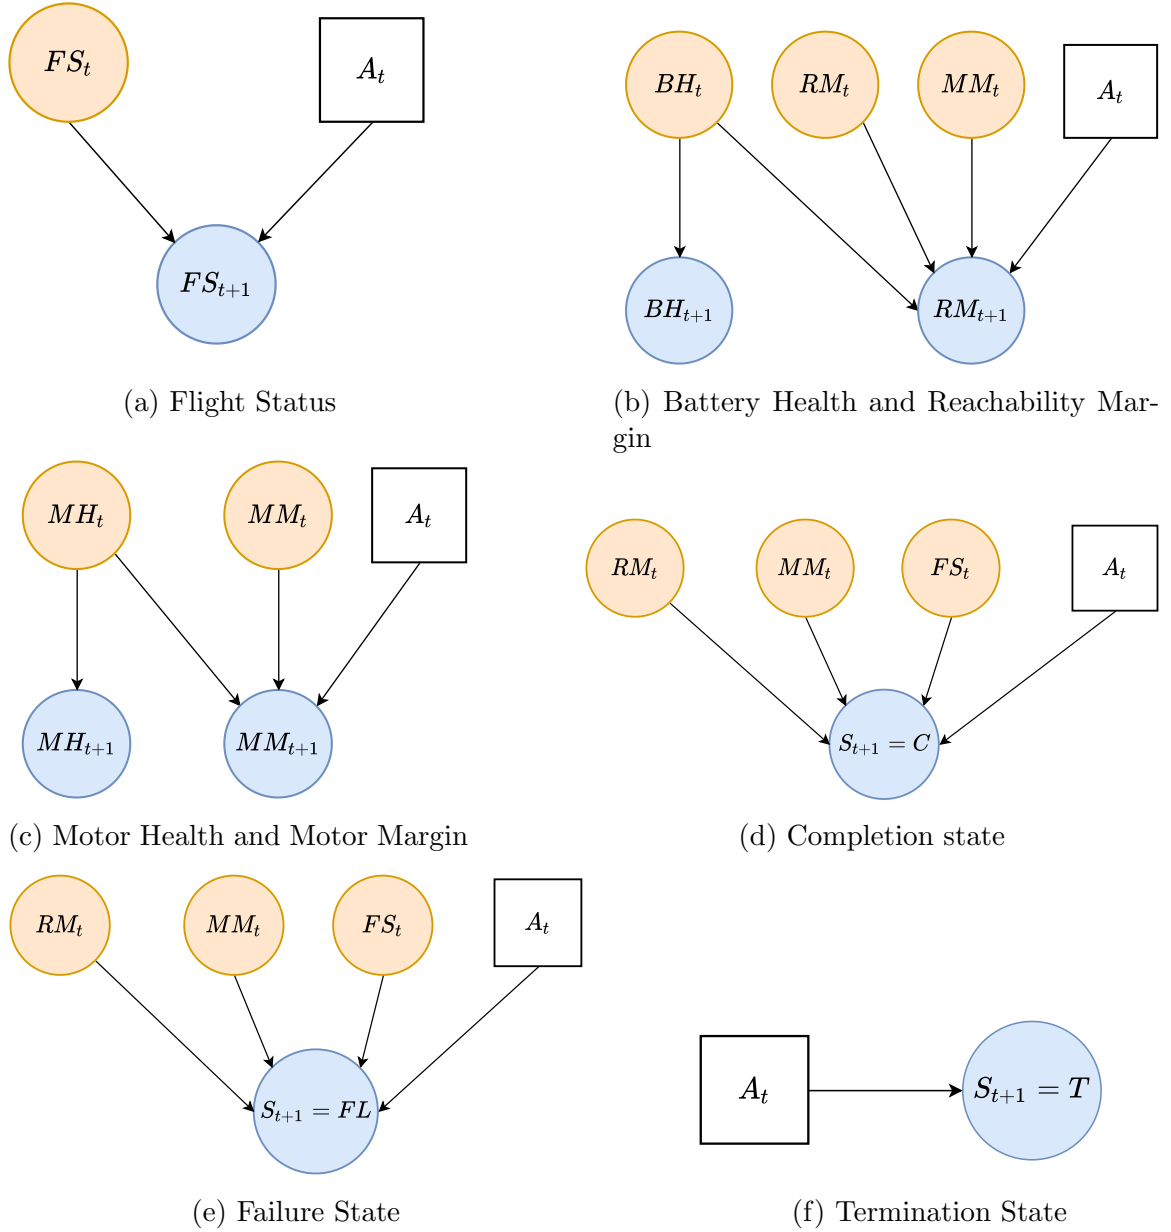 FS_t
A_t
FS_{t+1}
(a) Flight Status
BH_t RM_t MM_t A_t
BH_{t+1} RM_{t+1}
(b) Battery Health and Reachability Mar-
gin
MH_t MM_t A_t
MH_{t+1} MM_{t+1}
(c) Motor Health and Motor Margin
RM_t MM_t FS_t A_t
S_{t+1} = C
(d) Completion state
RM_t MM_t FS_t A_t
S_{t+1} = FL
(e) Failure State
A_t S_{t+1} = T
(f) Termination State